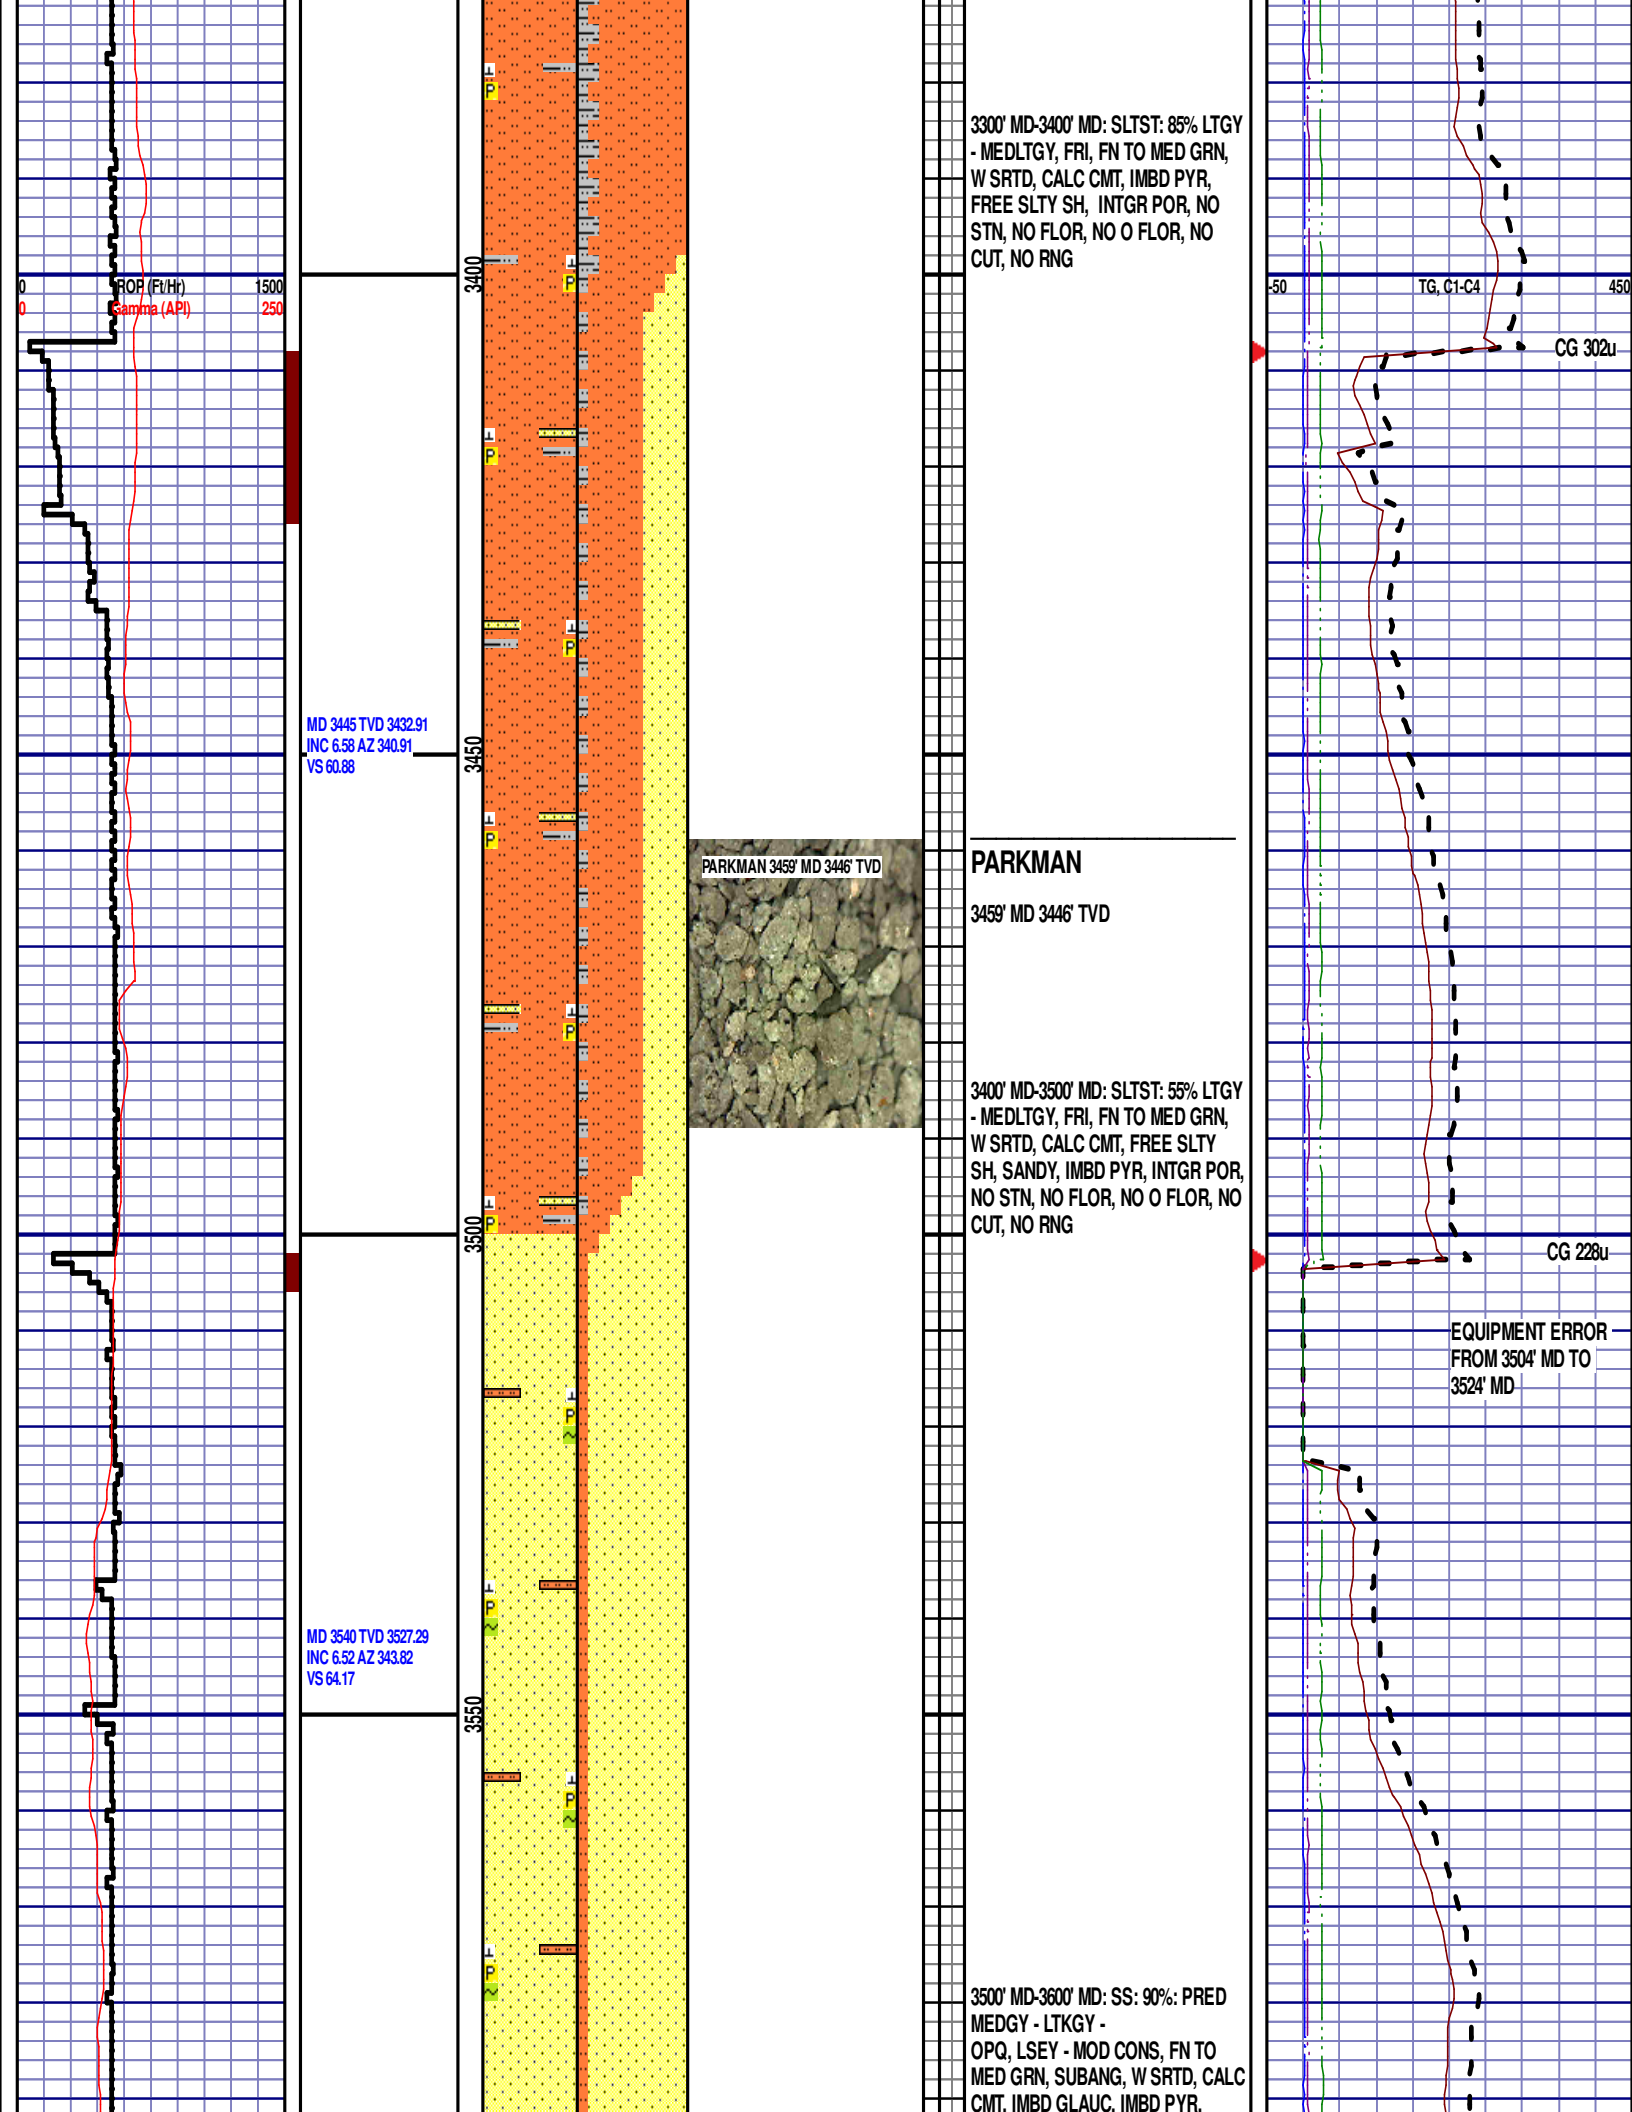 3300' MD-3400' MD: SLTST: 85% LTGY
- MEDLTGY, FRI, FN TO MED GRN,
W SRTD, CALC CMT, IMBD PYR,
FREE SLTY SH, INTGR POR, NO
STN, NO FLOR, NO O FLOR, NO
CUT, NO RNG
3400
0 ROP (Ft/Hr) 1500
0 Gamma (API) 250
-50 TG, C1-C4 450
CG 302u
MD 3445 TVD 3432.91
INC 6.58 AZ 340.91
VS 60.88
3450
PARKMAN 3459' MD 3446' TVD
PARKMAN
3459' MD 3446' TVD
3400' MD-3500' MD: SLTST: 55% LTGY
- MEDLTGY, FRI, FN TO MED GRN,
W SRTD, CALC CMT, FREE SLTY
SH, SANDY, IMBD PYR, INTGR POR,
NO STN, NO FLOR, NO O FLOR, NO
CUT, NO RNG
3500
CG 228u
EQUIPMENT ERROR
FROM 3504' MD TO
3524' MD
MD 3540 TVD 3527.29
INC 6.52 AZ 343.82
VS 64.17
3550
3500' MD-3600' MD: SS: 90%: PRED
MEDGY - LTKGY -
OPQ, LSEY - MOD CONS, FN TO
MED GRN, SUBANG, W SRTD, CALC
CMT, IMBD GLAUC, IMBD PYR,
P
P
P
P
P
P
P
P
P
P
P